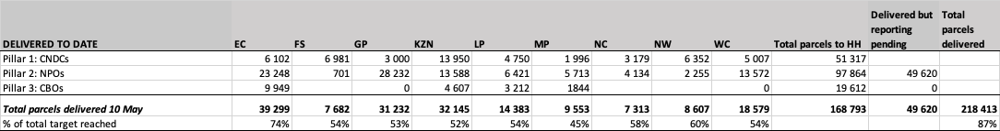 Delivered but reporting pending Total parcels delivered
DELIVERED TO DATE EC FS GP KZN LP MP NC NW WC Total parcels to HH
Pillar 1: CNDCs 6 102 6 981 3 000 13 950 4 750 1 996 3 179 6 352 5 007 51 317
Pillar 2: NPOs 23 248 701 28 232 13 588 6 421 5 713 4 134 2 255 13 572 97 864 49 620
Pillar 3: CBOs 9 949 0 4 607 3 212 1844 0 19 612 0
Total parcels delivered 10 May 39 299 7 682 31 232 32 145 14 383 9 553 7 313 8 607 18 579 168 793 49 620 218 413
% of total target reached 74% 54% 53% 52% 54% 45% 58% 60% 54% 87%